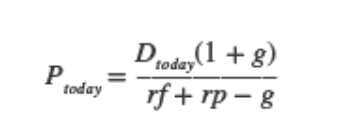 P_today = D_today(1 + g) / rf + rp − g